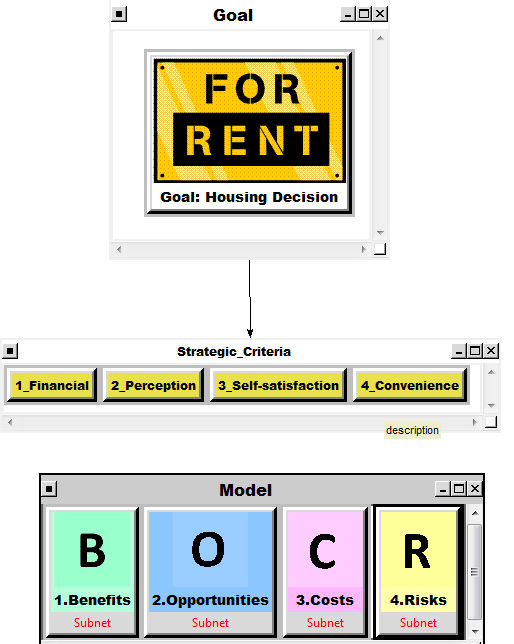 Goal
FOR
RENT
Goal: Housing Decision
Strategic_Criteria
1_Financial 2_Perception 3_Self-satisfaction 4_Convenience
description
Model
B O C R
1.Benefits 2.Opportunities 3.Costs 4.Risks
Subnet Subnet Subnet Subnet